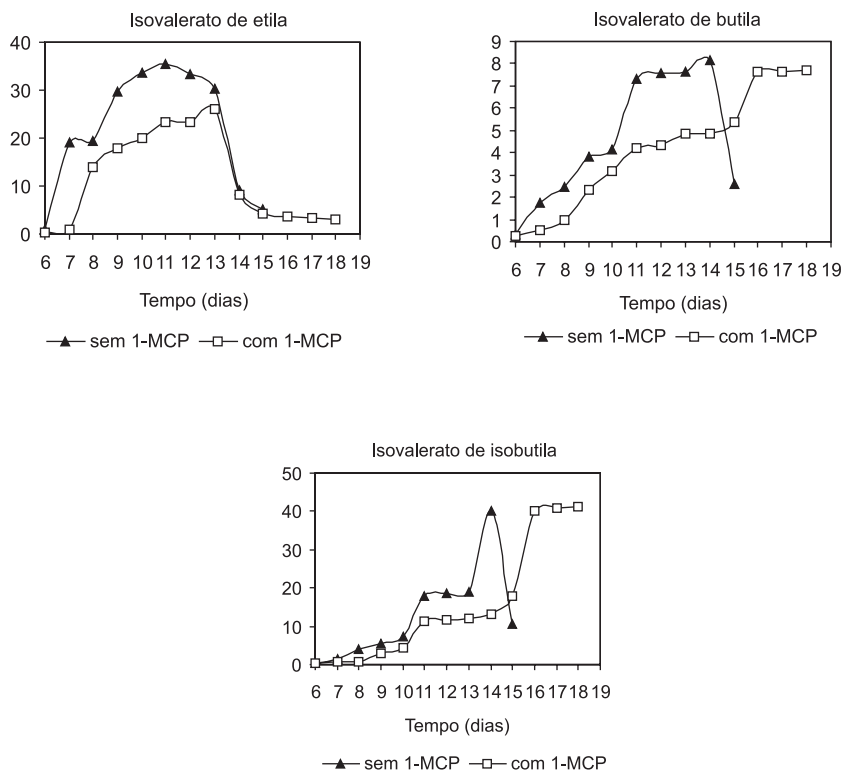 Isovalerato de etila
40
30
20
10
0
6 7 8 9 10 11 12 13 14 15 16 17 18 19
Tempo (dias)
sem 1-MCP com 1-MCP
Isovalerato de butila
9
8
7
6
5
4
3
2
1
0
6 7 8 9 10 11 12 13 14 15 16 17 18 19
Tempo (dias)
sem 1-MCP com 1-MCP
Isovalerato de isobutila
50
40
30
20
10
0
6 7 8 9 10 11 12 13 14 15 16 17 18 19
Tempo (dias)
sem 1-MCP com 1-MCP